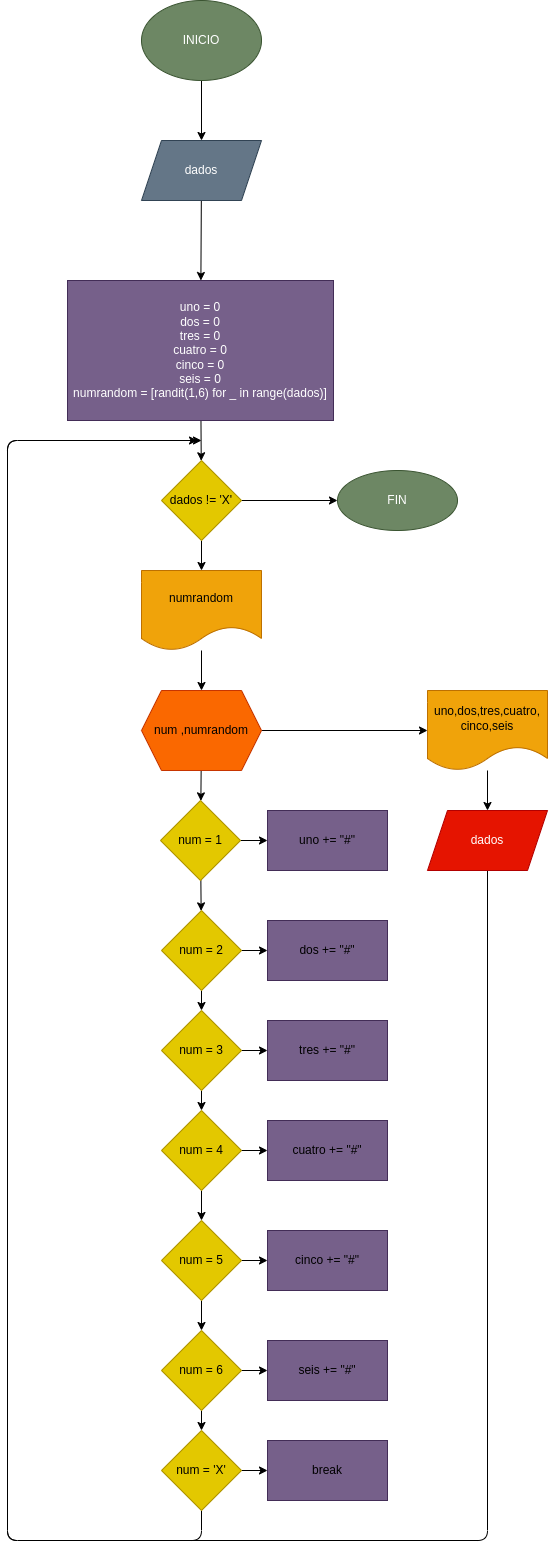 INICIO
dados
uno = 0
dos = 0
tres = 0
cuatro = 0
cinco = 0
seis = 0
numrandom = [randit(1,6) for _ in range(dados)]
dados != 'X'
FIN
numrandom
num ,numrandom
uno,dos,tres,cuatro,
cinco,seis
num = 1
uno += "#"
dados
num = 2
dos += "#"
num = 3
tres += "#"
num = 4
cuatro += "#"
num = 5
cinco += "#"
num = 6
seis += "#"
num = 'X'
break